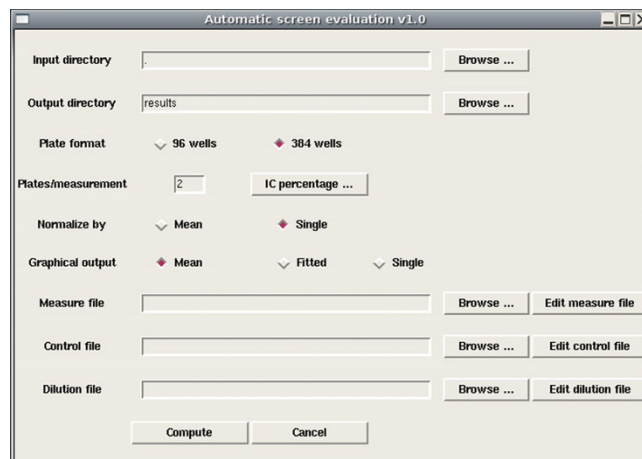 Automatic screen evaluation v1.0
Input directory . Browse ...
Output directory results Browse ...
Plate format 96 wells 384 wells
Plates/measurement 2 IC percentage ...
Normalize by Mean Single
Graphical output Mean Fitted Single
Measure file Browse ... Edit measure file
Control file Browse ... Edit control file
Dilution file Browse ... Edit dilution file
Compute Cancel